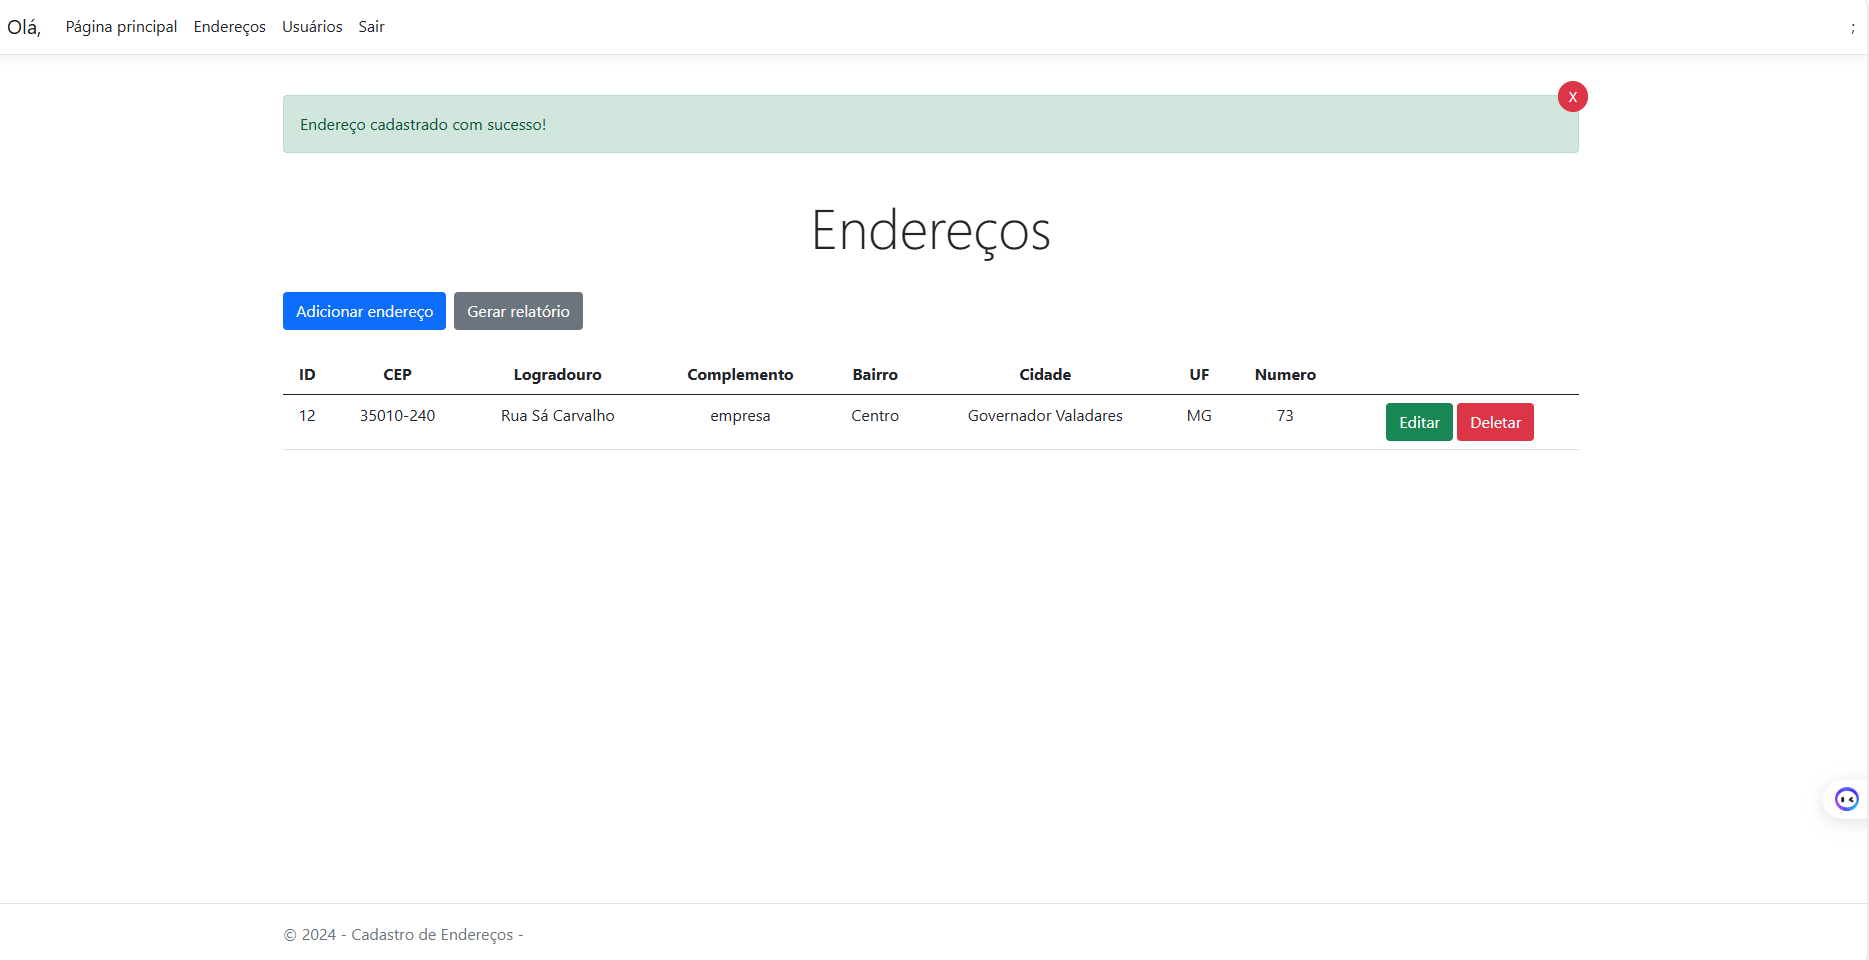 Olá, Página principal Endereços Usuários Sair ;
X
Endereço cadastrado com sucesso!
Endereços
Adicionar endereço Gerar relatório
ID CEP Logradouro Complemento Bairro Cidade UF Numero
12 35010-240 Rua Sá Carvalho empresa Centro Governador Valadares MG 73 Editar Deletar
© 2024 - Cadastro de Endereços -